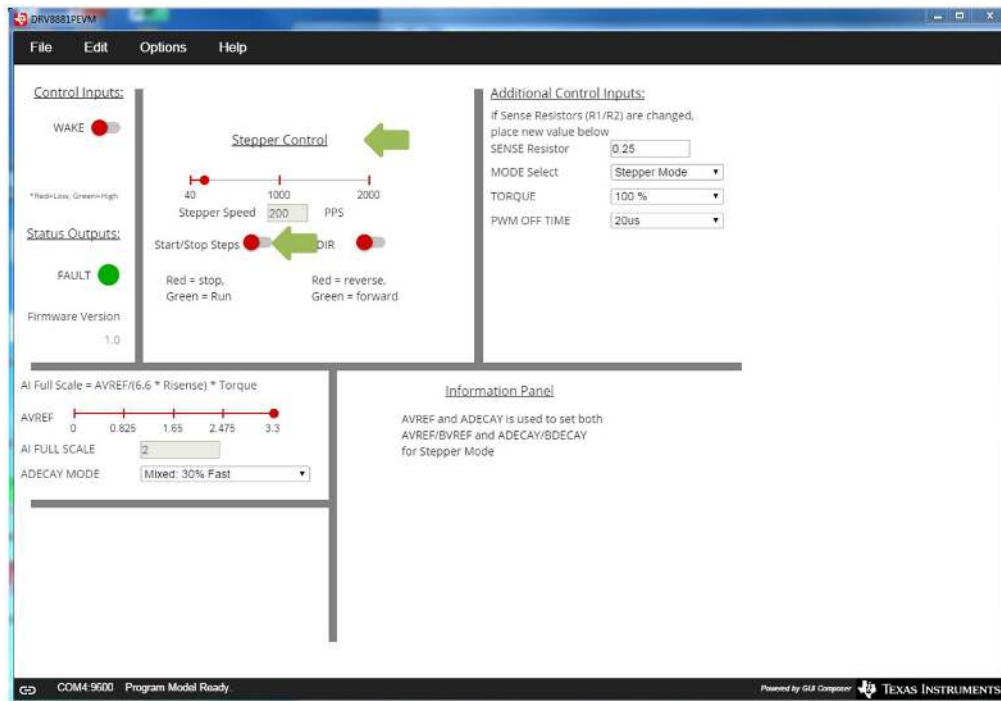 DRV8881PEVM
File Edit Options Help
Control Inputs:
WAKE
*Red=Low, Green=High
Status Outputs:
FAULT
Firmware Version
1.0
Stepper Control
40 1000 2000
Stepper Speed 200 PPS
Start/Stop Steps DIR
Red = stop,
Green = Run
Red = reverse,
Green = forward
Additional Control Inputs:
If Sense Resistors (R1/R2) are changed,
place new value below
SENSE Resistor 0.25
MODE Select Stepper Mode
TORQUE 100 %
PWM OFF TIME 20us
AI Full Scale = AVREF/(6.6 * Risense) * Torque
AVREF
0 0.825 1.65 2.475 3.3
AI FULL SCALE 2
ADECAY MODE Mixed: 30% Fast
Information Panel
AVREF and ADECAY is used to set both
AVREF/BVREF and ADECAY/BDECAY
for Stepper Mode
COM4:9600 Program Model Ready.
Powered by GUI Composer TEXAS INSTRUMENTS